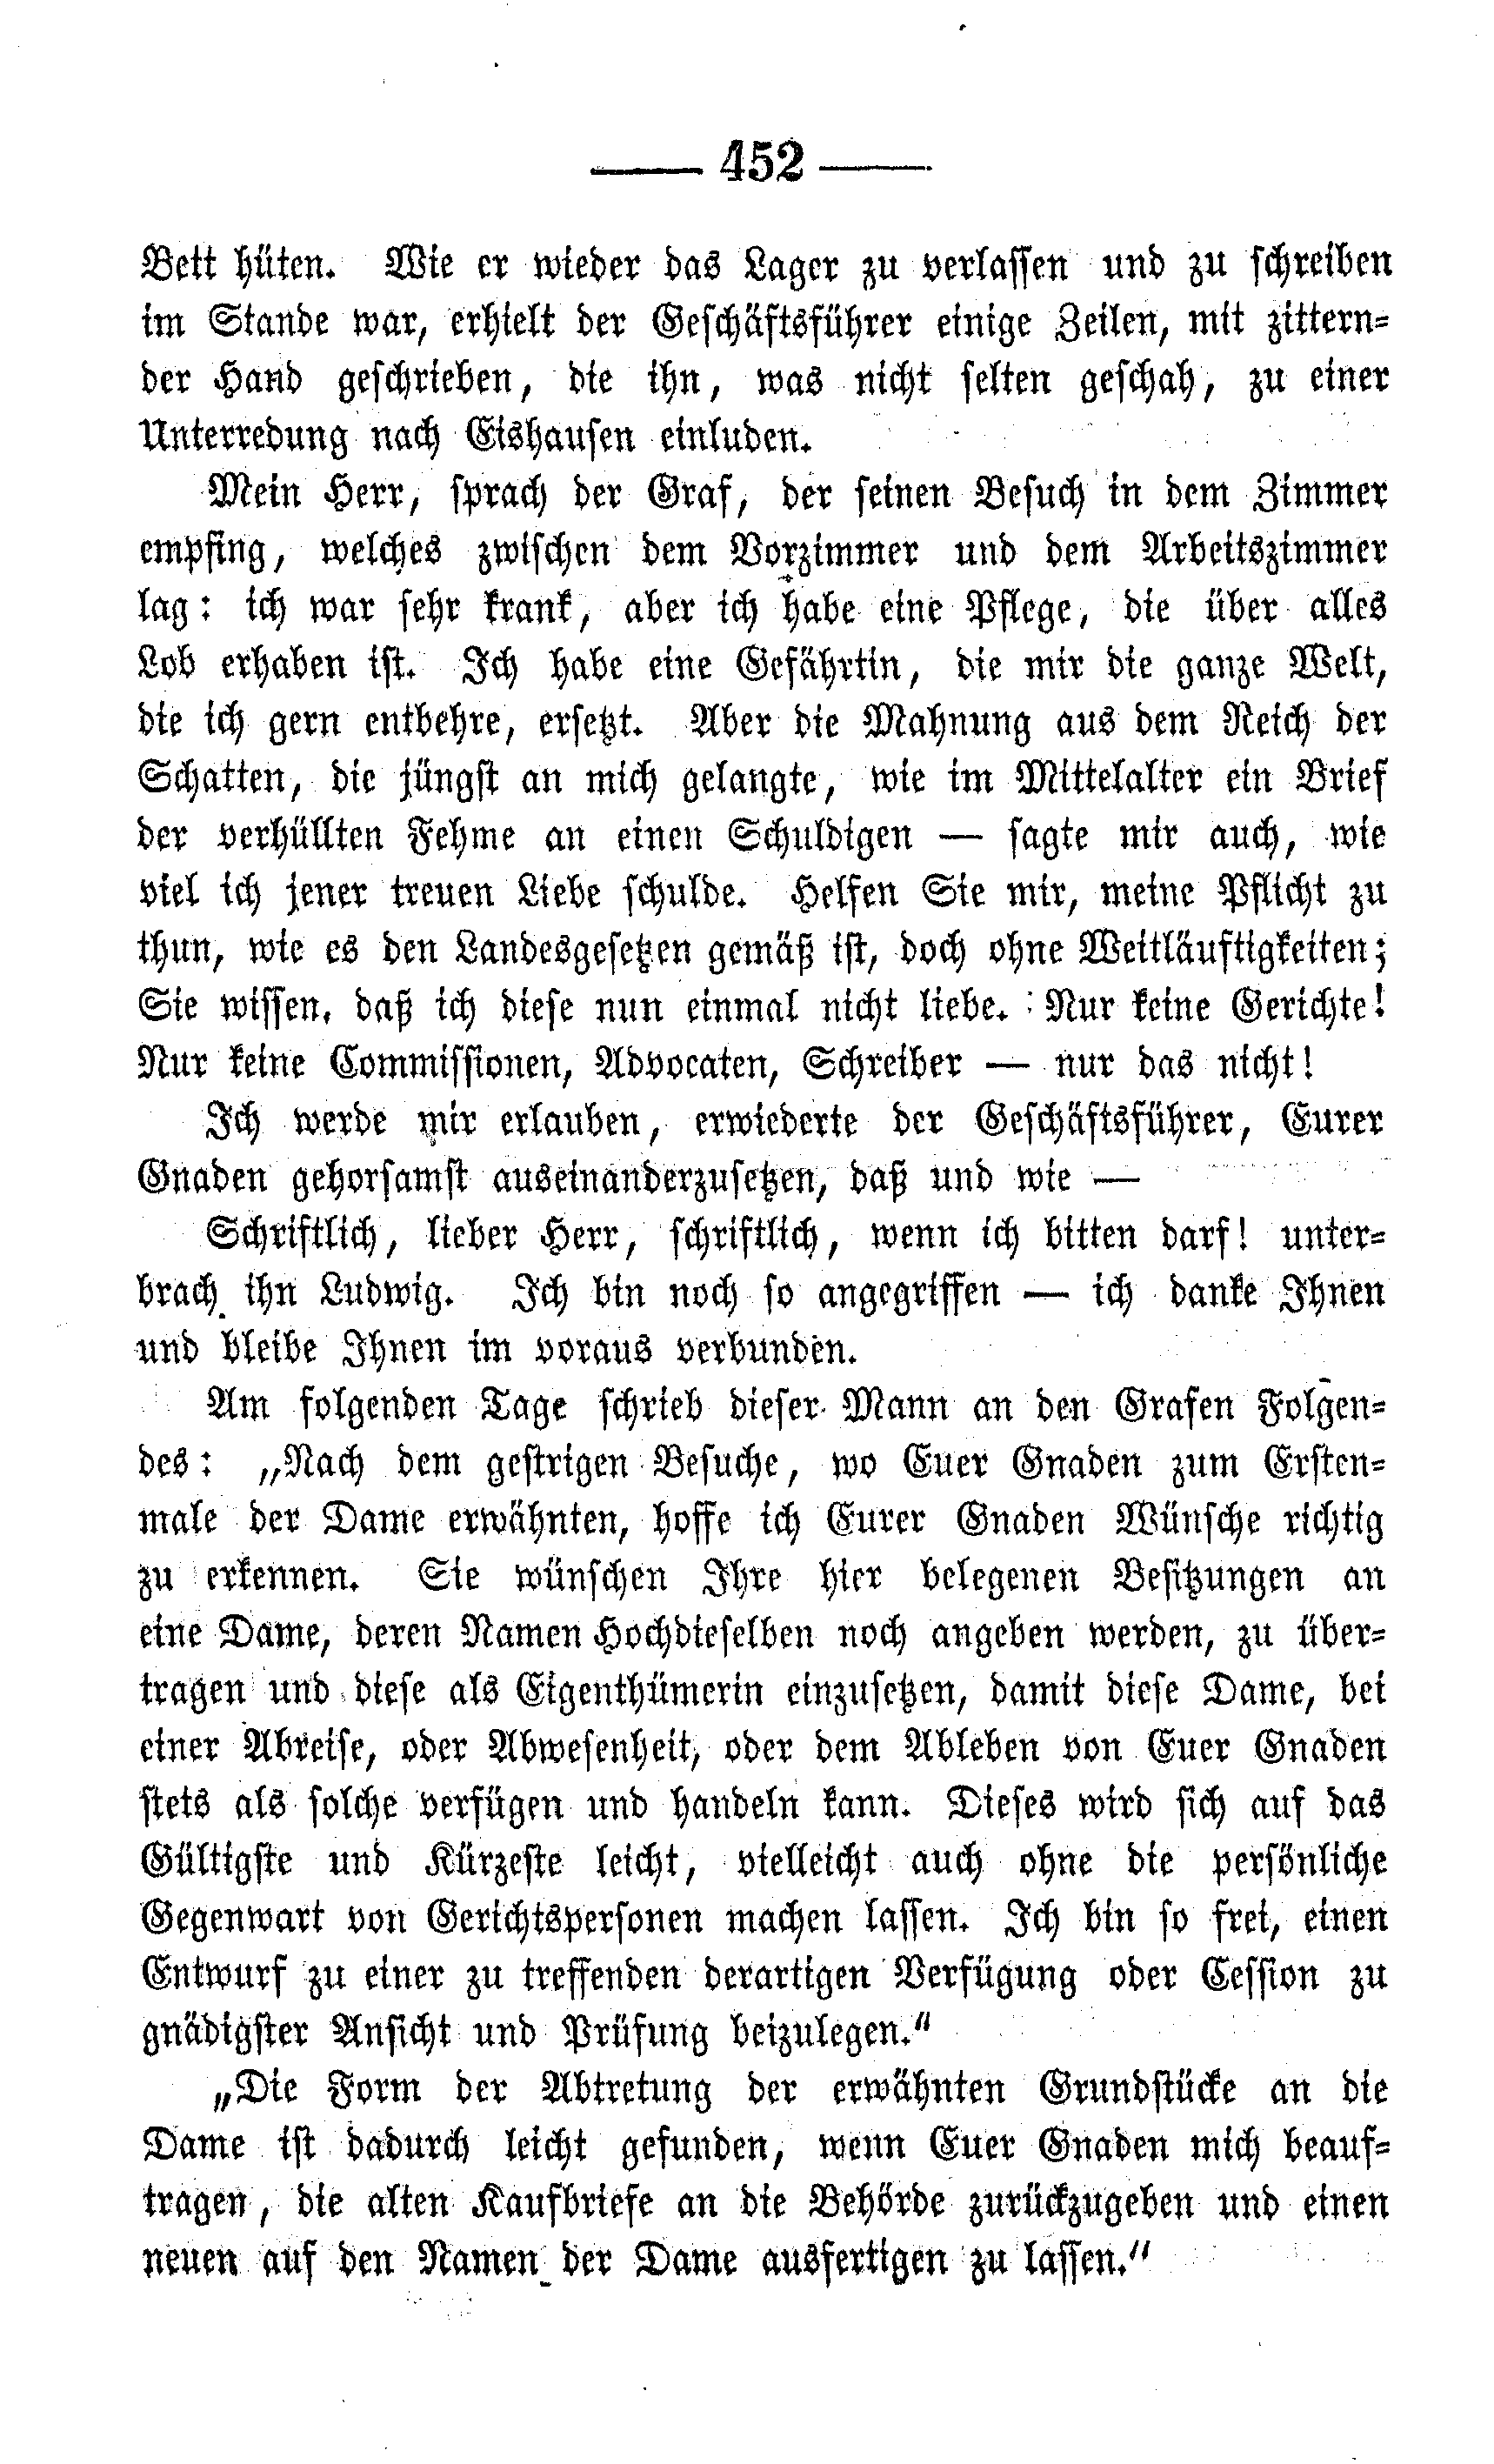 —— 452 ——
Bett hüten. Wie er wieder das Lager zu verlassen und zu schreiben
im Stande war, erhielt der Geschäftsführer einige Zeilen, mit zittern-
der Hand geschrieben, die ihn, was nicht selten geschah, zu einer
Unterredung nach Eishausen einluden.
Mein Herr, sprach der Graf, der seinen Besuch in dem Zimmer
empfing, welches zwischen dem Vorzimmer und dem Arbeitszimmer
lag: ich war sehr krank, aber ich habe eine Pflege, die über alles
Lob erhaben ist. Ich habe eine Gefährtin, die mir die ganze Welt,
die ich gern entbehre, ersetzt. Aber die Mahnung aus dem Reich der
Schatten, die jüngst an mich gelangte, wie im Mittelalter ein Brief
der verhüllten Fehme an einen Schuldigen — sagte mir auch, wie
viel ich jener treuen Liebe schulde. Helfen Sie mir, meine Pflicht zu
thun, wie es den Landesgesetzen gemäß ist, doch ohne Weitläuftigkeiten;
Sie wissen, daß ich diese nun einmal nicht liebe. Nur keine Gerichte!
Nur keine Commissionen, Advocaten, Schreiber — nur das nicht!
Ich werde mir erlauben, erwiederte der Geschäftsführer, Eurer
Gnaden gehorsamst auseinanderzusetzen, daß und wie —
Schriftlich, lieber Herr, schriftlich, wenn ich bitten darf! unter-
brach ihn Ludwig. Ich bin noch so angegriffen — ich danke Ihnen
und bleibe Ihnen im voraus verbunden.
Am folgenden Tage schrieb dieser Mann an den Grafen Folgen-
des: „Nach dem gestrigen Besuche, wo Euer Gnaden zum Ersten-
male der Dame erwähnten, hoffe ich Eurer Gnaden Wünsche richtig
zu erkennen. Sie wünschen Ihre hier belegenen Besitzungen an
eine Dame, deren Namen Hochdieselben noch angeben werden, zu über-
tragen und diese als Eigenthümerin einzusetzen, damit diese Dame, bei
einer Abreise, oder Abwesenheit, oder dem Ableben von Euer Gnaden
stets als solche verfügen und handeln kann. Dieses wird sich auf das
Gültigste und Kürzeste leicht, vielleicht auch ohne die persönliche
Gegenwart von Gerichtspersonen machen lassen. Ich bin so frei, einen
Entwurf zu einer zu treffenden derartigen Verfügung oder Cession zu
gnädigster Ansicht und Prüfung beizulegen.“
„Die Form der Abtretung der erwähnten Grundstücke an die
Dame ist dadurch leicht gefunden, wenn Euer Gnaden mich beauf-
tragen, die alten Kaufbriefe an die Behörde zurückzugeben und einen
neuen auf den Namen der Dame ausfertigen zu lassen.“